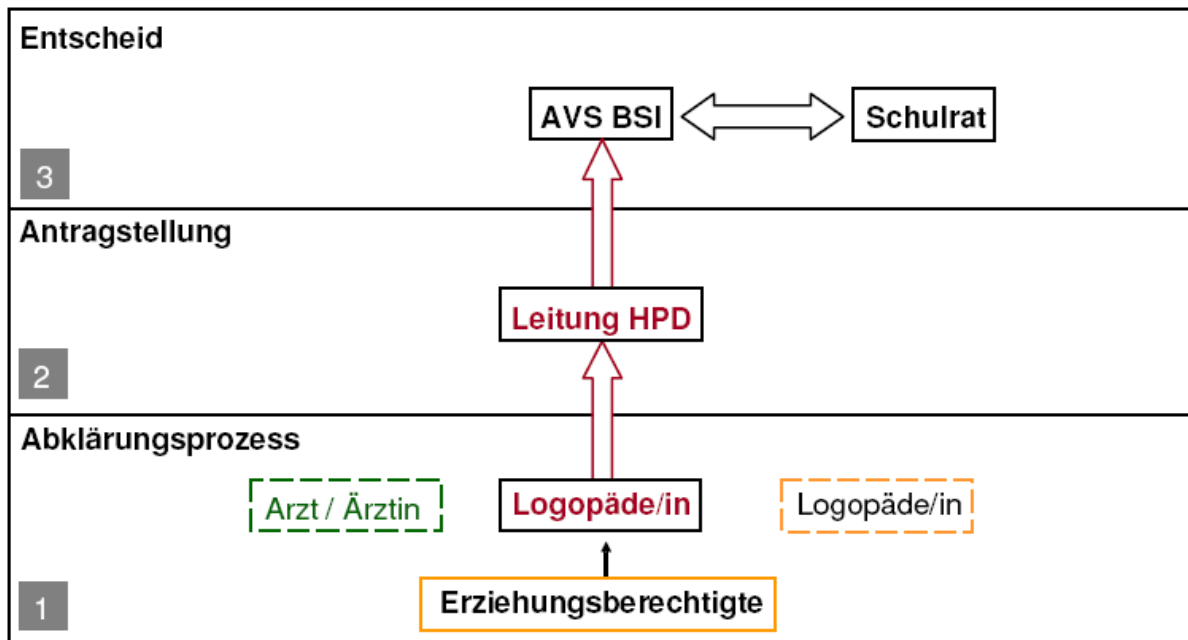 Entscheid
AVS BSI
Schulrat
3
Antragstellung
Leitung HPD
2
Abklärungsprozess
Arzt / Ärztin
Logopäde/in
Logopäde/in
1
Erziehungsberechtigte